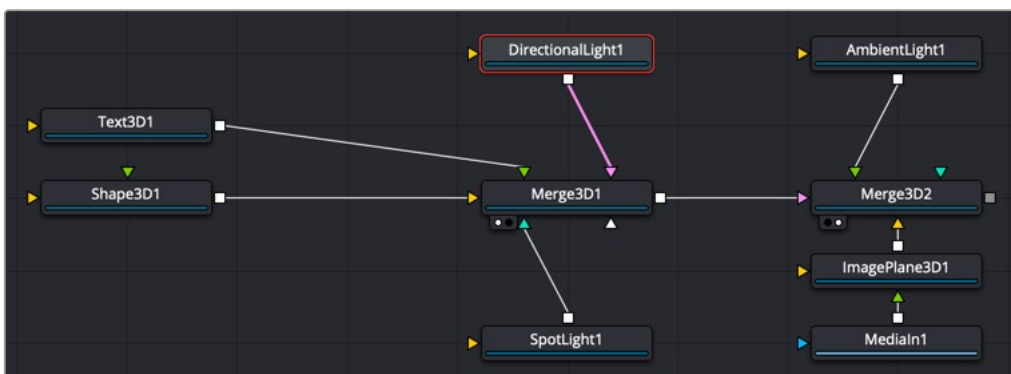 DirectionalLight1
AmbientLight1
Text3D1
Shape3D1
Merge3D1
Merge3D2
ImagePlane3D1
SpotLight1
MediaIn1